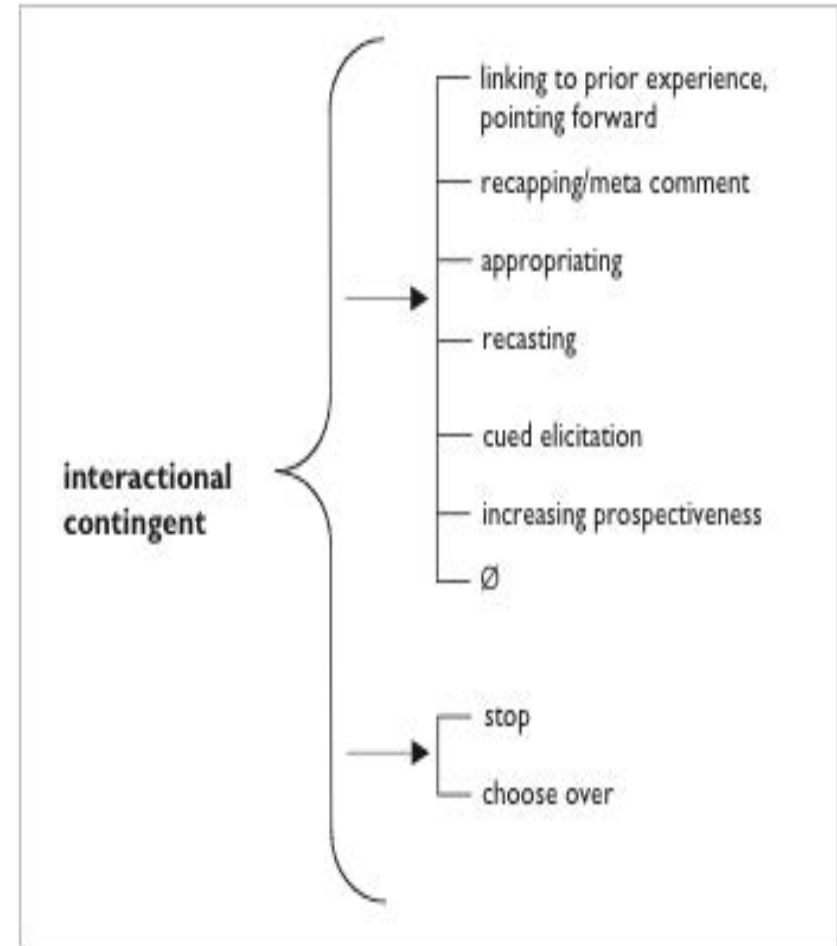 linking to prior experience,
pointing forward
recapping/meta comment
appropriating
recasting
cued elicitation
interactional
contingent
increasing prospectiveness
Ø
stop
choose over